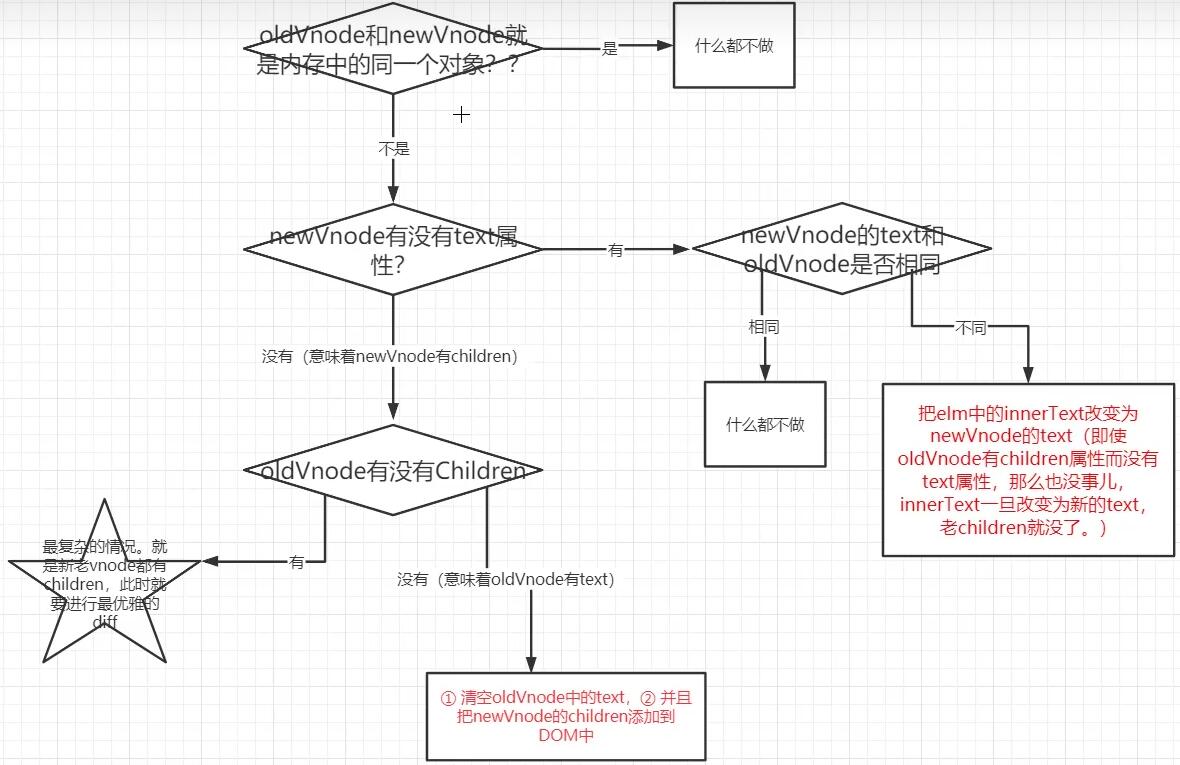 oldVnode和newVnode就
是内存中的同一个对象？？
是
什么都不做
不是
newVnode有没有text属
性？
有
newVnode的text和
oldVnode是否相同
相同
不同
没有（意味着newVnode有children）
什么都不做
把elm中的innerText改变为
newVnode的text（即使
oldVnode有children属性而没有
text属性，那么也没事儿，
innerText一旦改变为新的text，
老children就没了。）
oldVnode有没有Children
有
最复杂的情况。就
是新老vnode都有
children，此时就
要进行最优雅的
diff
没有（意味着oldVnode有text）
① 清空oldVnode中的text，② 并且
把newVnode的children添加到
DOM中